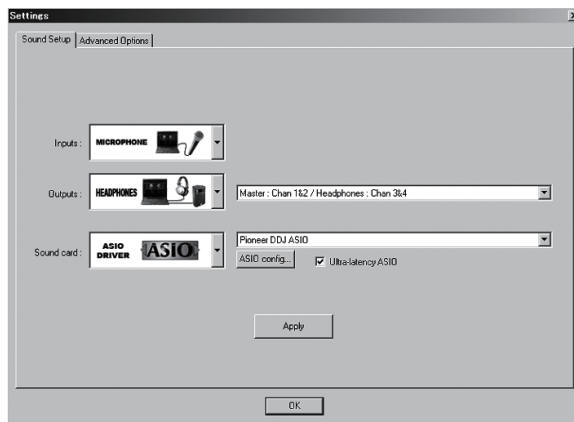 Settings
Sound Setup
Advanced Options
Inputs :
MICROPHONE
Outputs :
HEADPHONES
Master : Chan 1&2 / Headphones : Chan 3&4
Sound card :
ASIO DRIVER
ASIO
Pioneer DDJ ASIO
ASIO config...
Ultra-latency ASIO
Apply
OK